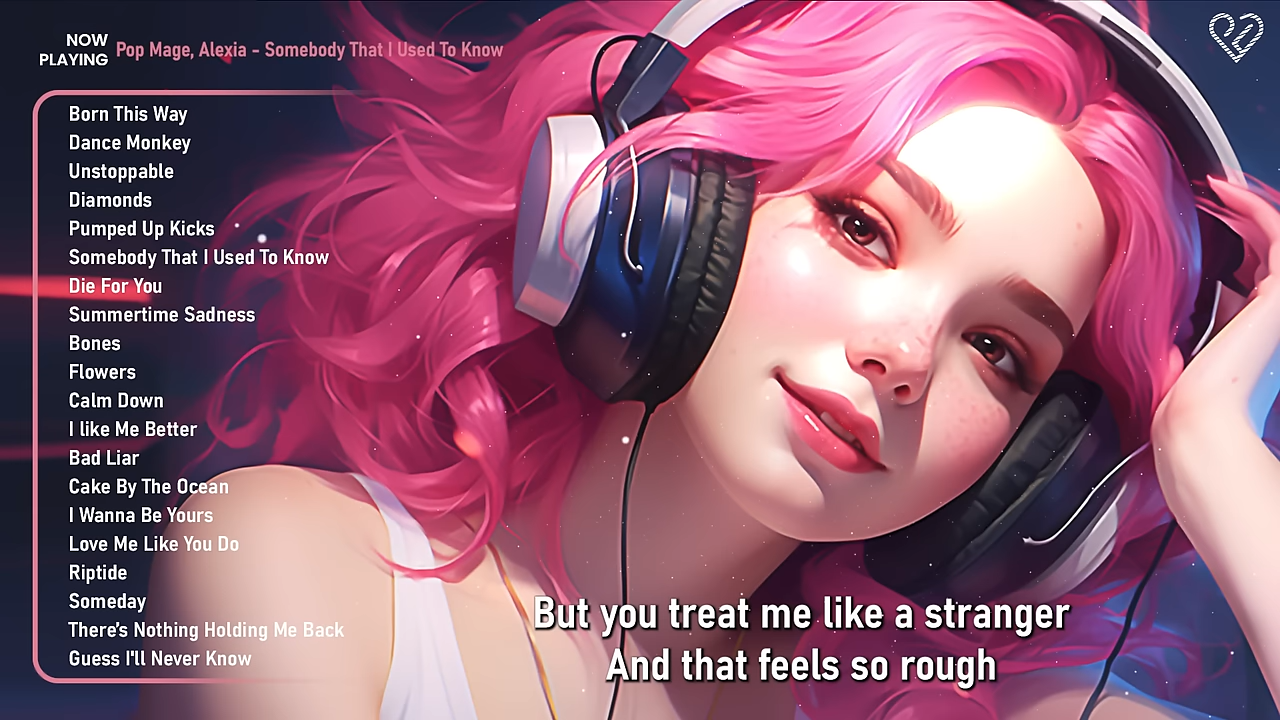 NOW
PLAYING
Pop Mage, Alexia - Somebody That I Used To Know
Born This Way
Dance Monkey
Unstoppable
Diamonds
Pumped Up Kicks
Somebody That I Used To Know
Die For You
Summertime Sadness
Bones
Flowers
Calm Down
I like Me Better
Bad Liar
Cake By The Ocean
I Wanna Be Yours
Love Me Like You Do
Riptide
Someday
There's Nothing Holding Me Back
Guess I'll Never Know
But you treat me like a stranger
And that feels so rough